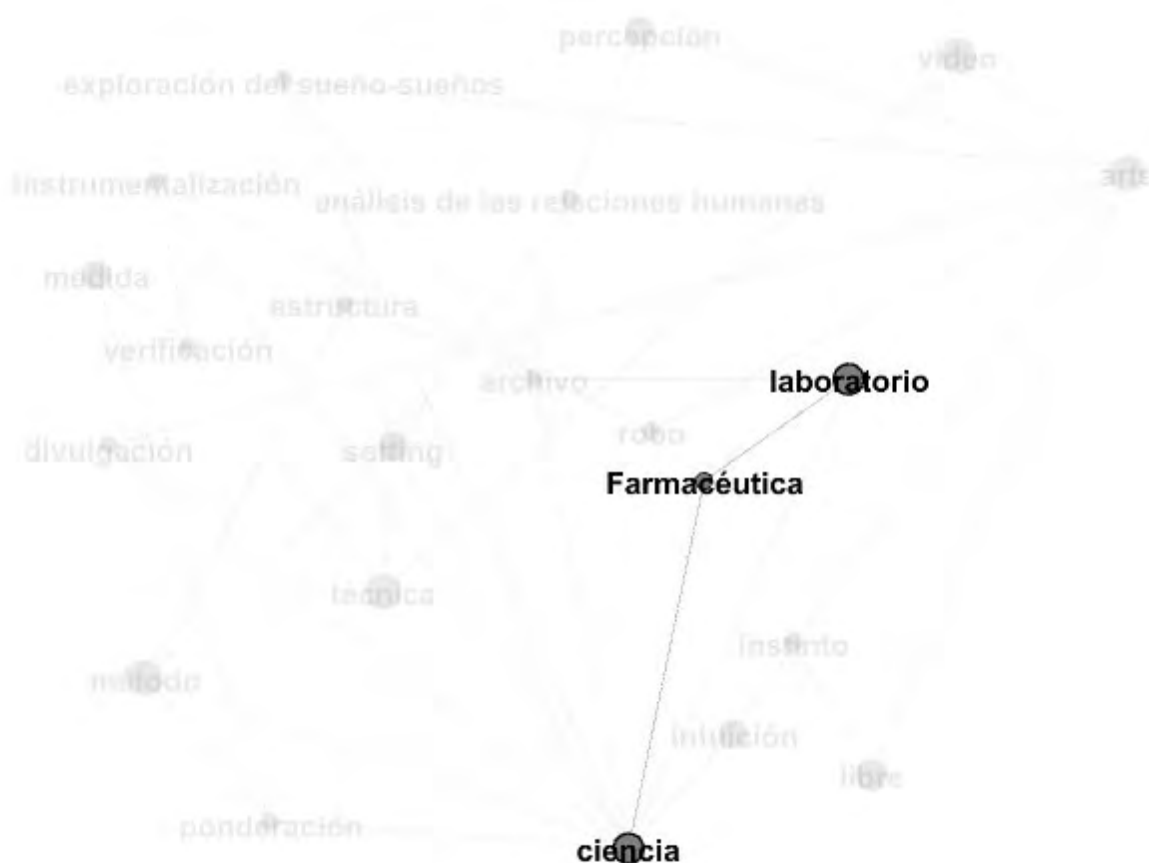 percepción
video
exploración del sueño-sueños
arte
Instrumentalización
análisis de las relaciones humanas
medida
estructura
verificación
archivo
laboratorio
robo
divulgación
setting
Farmacéutica
técnica
instinto
método
intuición
libre
ponderación
ciencia